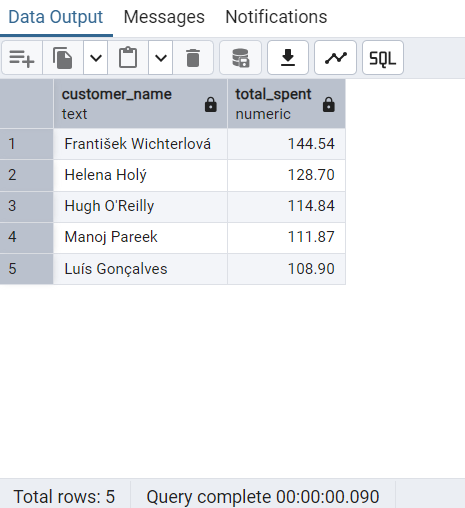 Data Output Messages Notifications
SQL
customer_name total_spent
text numeric
1 František Wichterlová 144.54
2 Helena Holý 128.70
3 Hugh O'Reilly 114.84
4 Manoj Pareek 111.87
5 Luís Gonçalves 108.90
Total rows: 5 Query complete 00:00:00.090